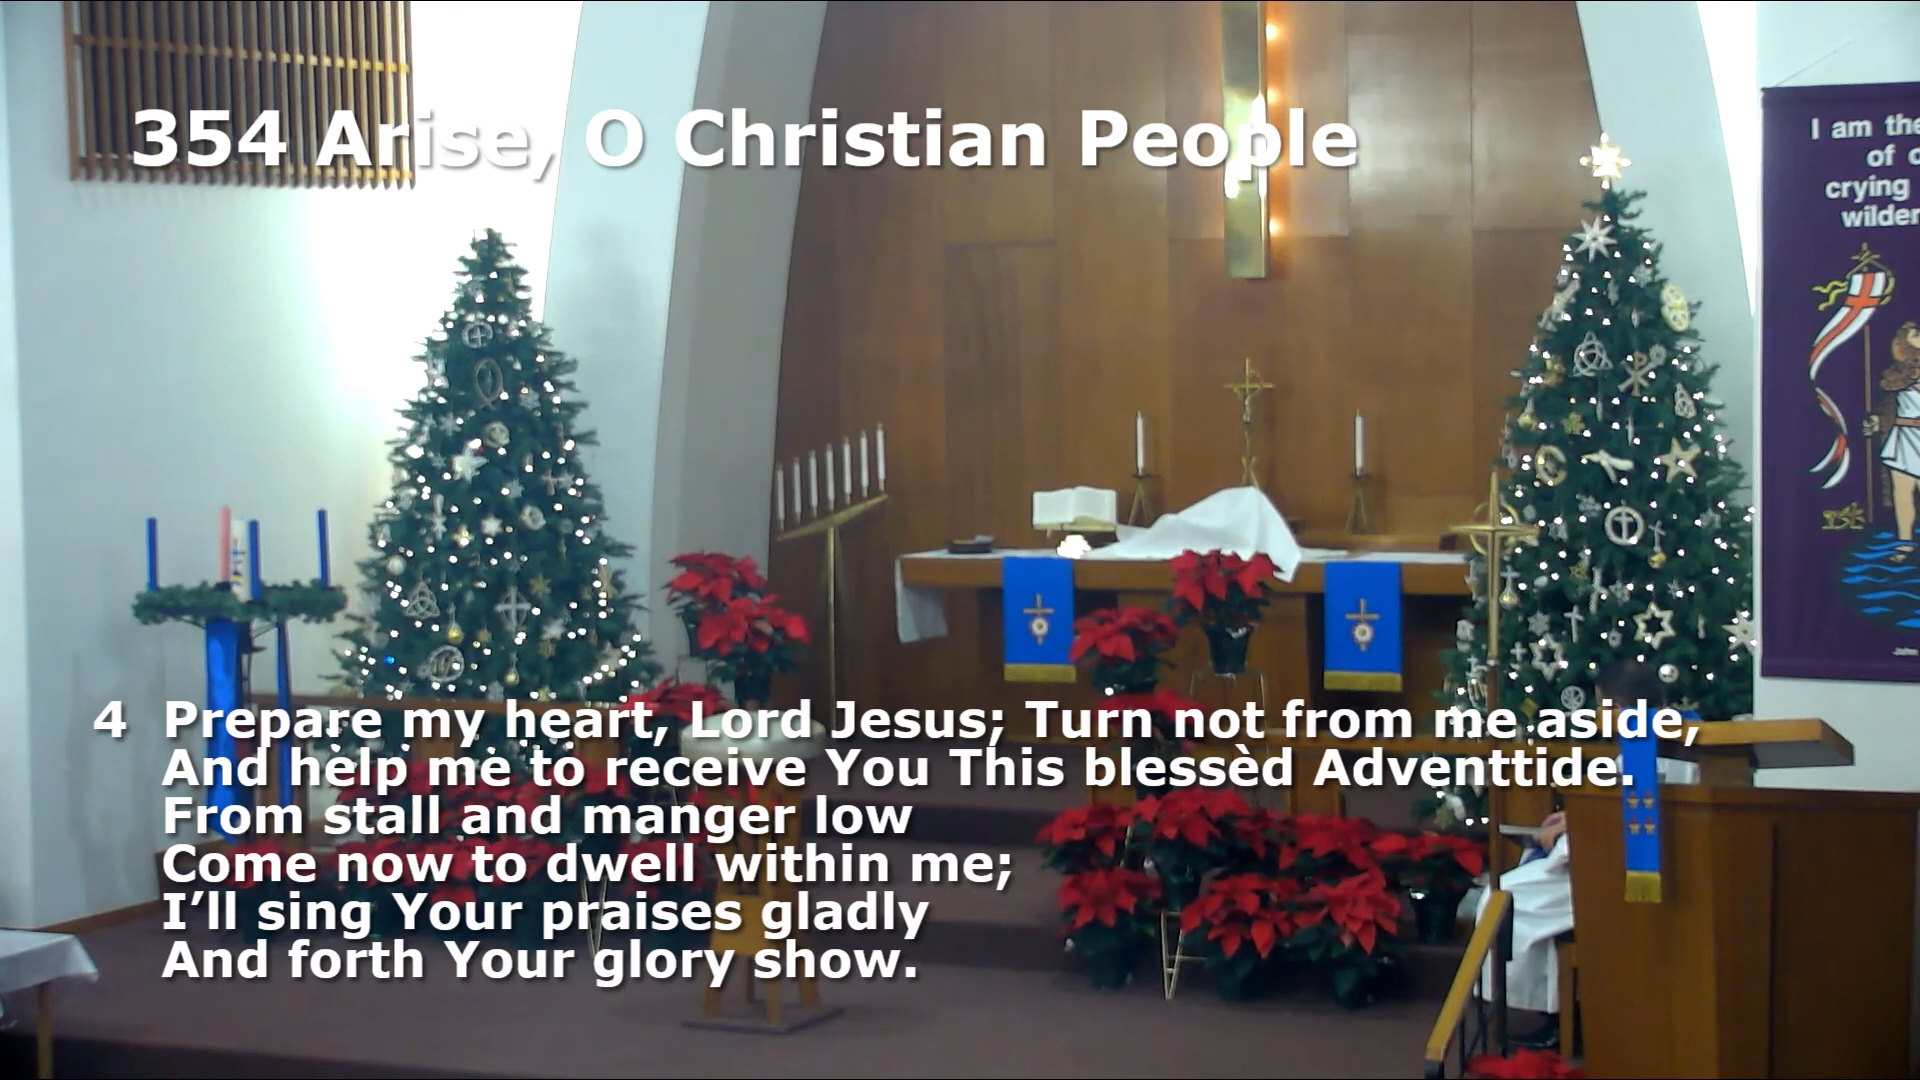 354 Arise, O Christian People
I am the
of
crying
wilder
John
4 Prepare my heart, Lord Jesus; Turn not from me aside,
And help me to receive You This blessèd Adventtide.
From stall and manger low
Come now to dwell within me;
I’ll sing Your praises gladly
And forth Your glory show.